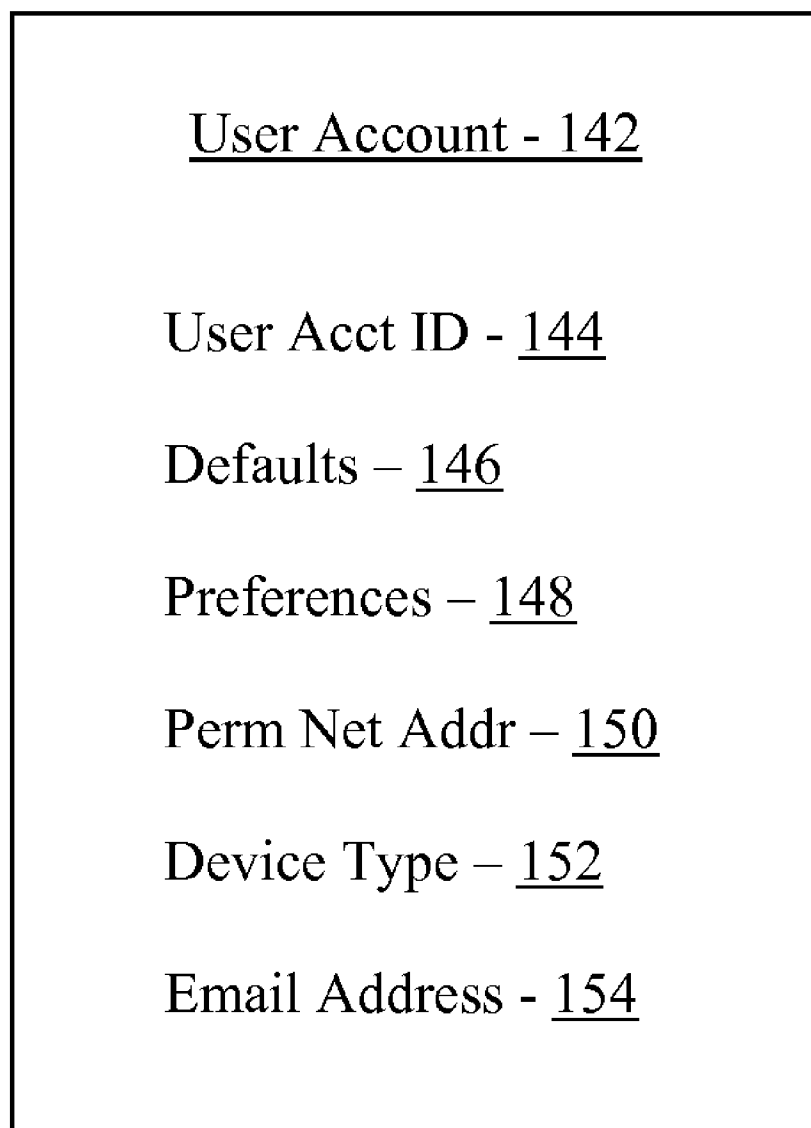 User Account - 142
User Acct ID - 144
Defaults – 146
Preferences – 148
Perm Net Addr – 150
Device Type – 152
Email Address - 154